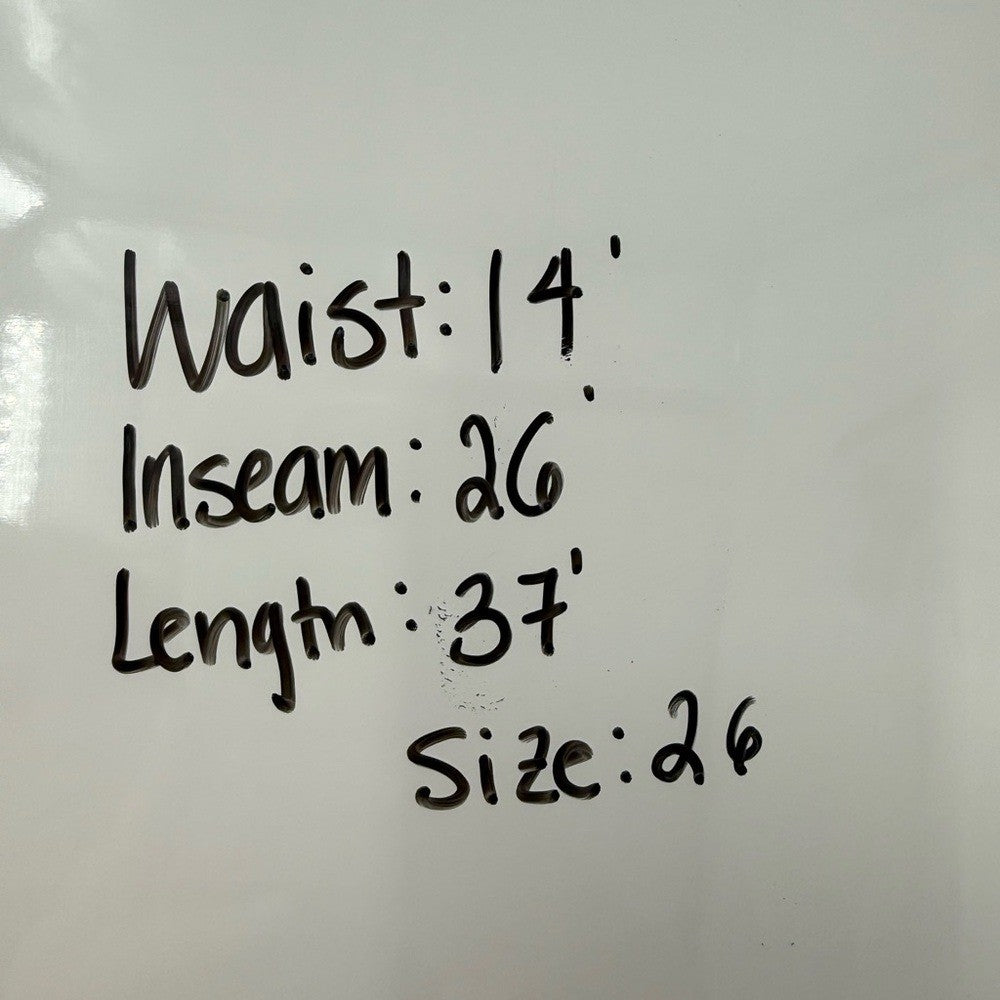 Waist: 14'
Inseam: 26'
Length: 37'
Size: 26